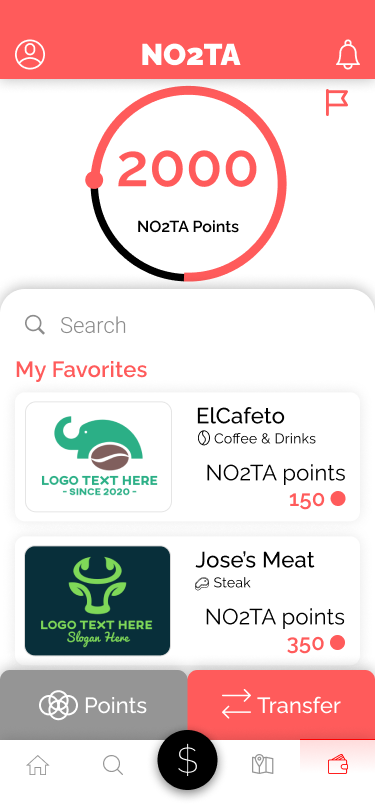 NO2TA
2000
NO2TA Points
Search
My Favorites
LOGO TEXT HERE
- SINCE 2020 -
ElCafeto
Coffee & Drinks
NO2TA points
150
LOGO TEXT HERE
Slogan Here
Jose's Meat
Steak
NO2TA points
350
Points
Transfer
$